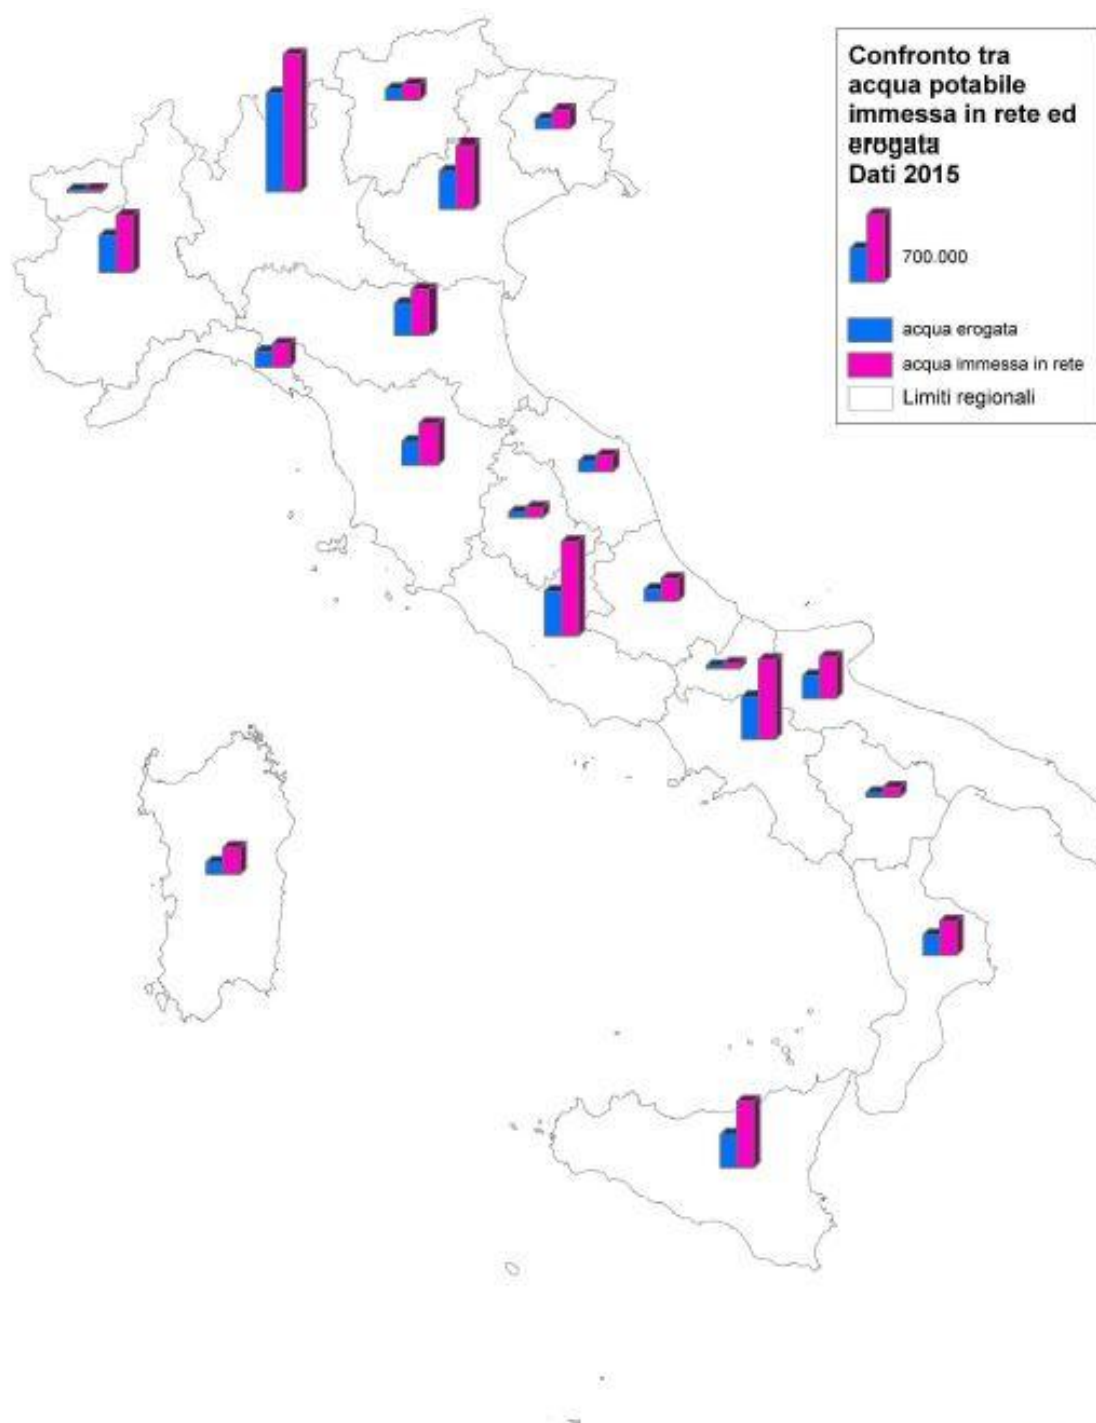 Confronto tra
acqua potabile
immessa in rete ed
erogata
Dati 2015
700.000
acqua erogata
acqua immessa in rete
Limiti regionali